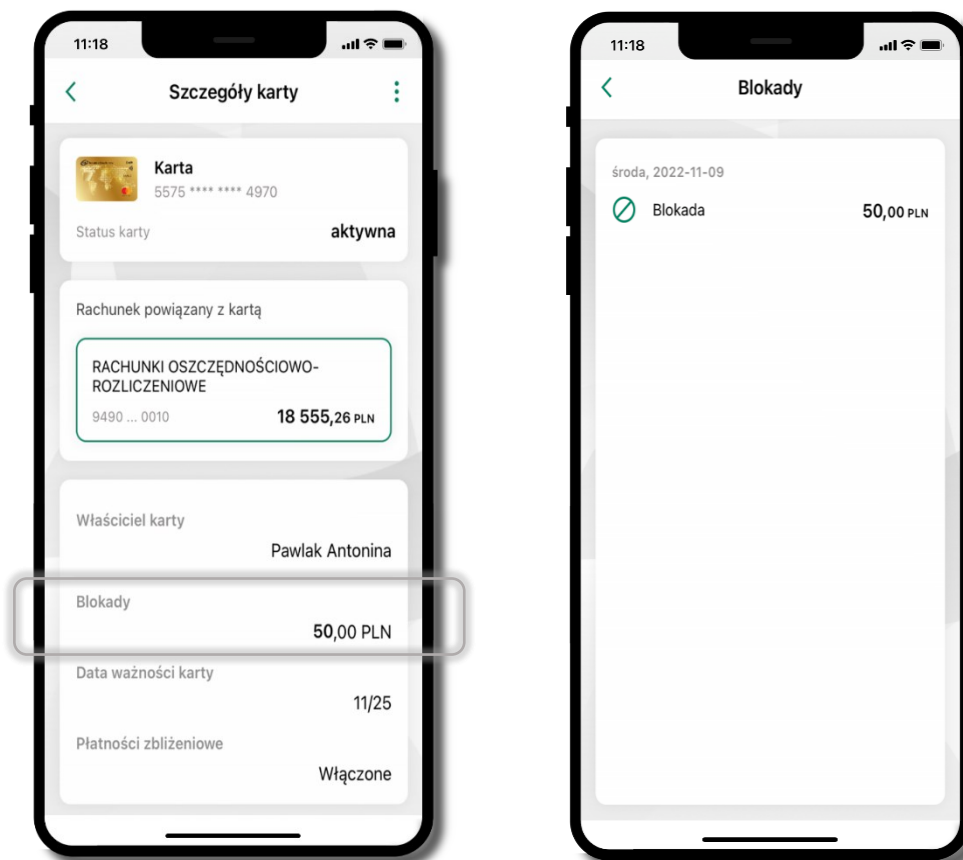 11:18
Szczegóły karty
Karta
5575 **** **** 4970
Status karty aktywna
Rachunek powiązany z kartą
RACHUNKI OSZCZĘDNOŚCIOWO-
ROZLICZENIOWE
9490 ... 0010 18 555,26 PLN
Właściciel karty
Pawlak Antonina
Blokady
50,00 PLN
Data ważności karty
11/25
Płatności zbliżeniowe
Włączone
11:18
Blokady
środa, 2022-11-09
Blokada 50,00 PLN